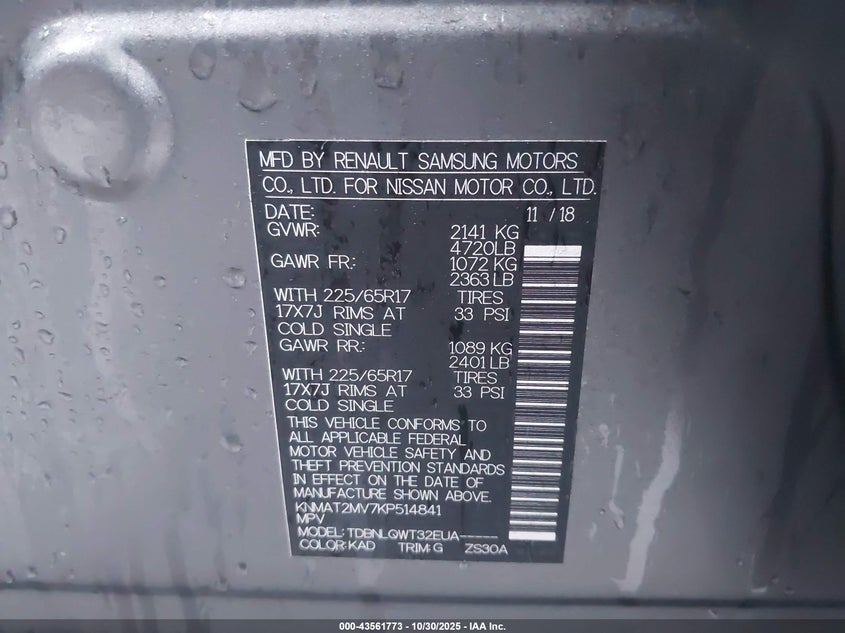 MFD BY RENAULT SAMSUNG MOTORS
CO., LTD. FOR NISSAN MOTOR CO., LTD.
DATE: 11 / 18
GVWR: 2141 KG
4720LB
GAWR FR: 1072 KG
2363 LB
WITH 225/65R17 TIRES
17X7J RIMS AT 33 PSI
COLD SINGLE
GAWR RR.: 1089 KG
2401 LB
WITH 225/65R17 TIRES
17X7J RIMS AT 33 PSI
COLD SINGLE
THIS VEHICLE CONFORMS TO
ALL APPLICABLE FEDERAL
MOTOR VEHICLE SAFETY AND
THEFT PREVENTION STANDARDS
IN EFFECT ON THE DATE OF
MANUFACTURE SHOWN ABOVE.
KNMAT2MV7KP514841
MPV
MODEL: TDBNLQWT32EUA-----
COLOR: KAD TRIM: G ZS30A
000-43561773 - 10/30/2025 - IAA Inc.